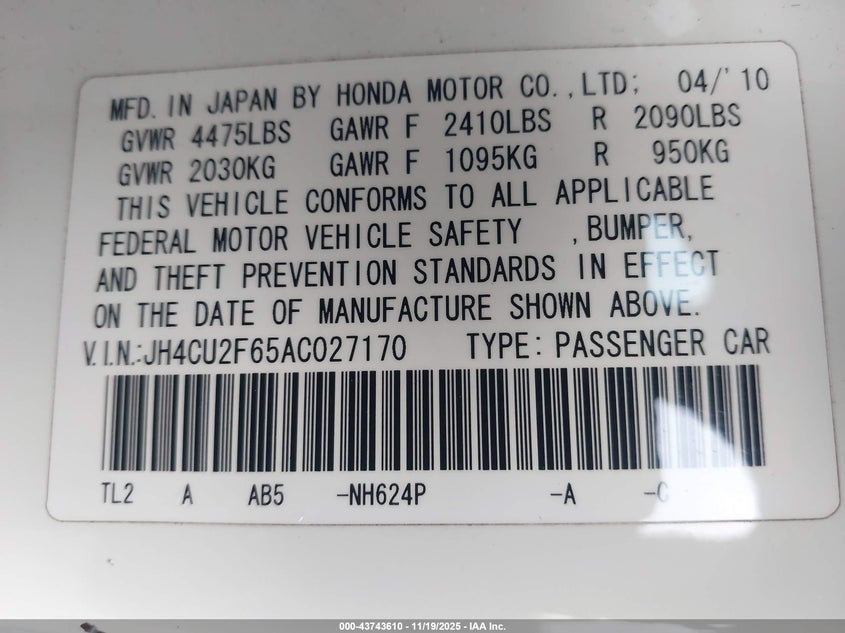 MFD. IN JAPAN BY HONDA MOTOR CO., LTD; 04/'10
GVWR 4475LBS GAWR F 2410LBS R 2090LBS
GVWR 2030KG GAWR F 1095KG R 950KG
THIS VEHICLE CONFORMS TO ALL APPLICABLE
FEDERAL MOTOR VEHICLE SAFETY , BUMPER,
AND THEFT PREVENTION STANDARDS IN EFFECT
ON THE DATE OF MANUFACTURE SHOWN ABOVE.
V.I.N.:JH4CU2F65AC027170 TYPE: PASSENGER CAR
TL2 A AB5 -NH624P -A -C
000-43743610 - 11/19/2025 - IAA Inc.